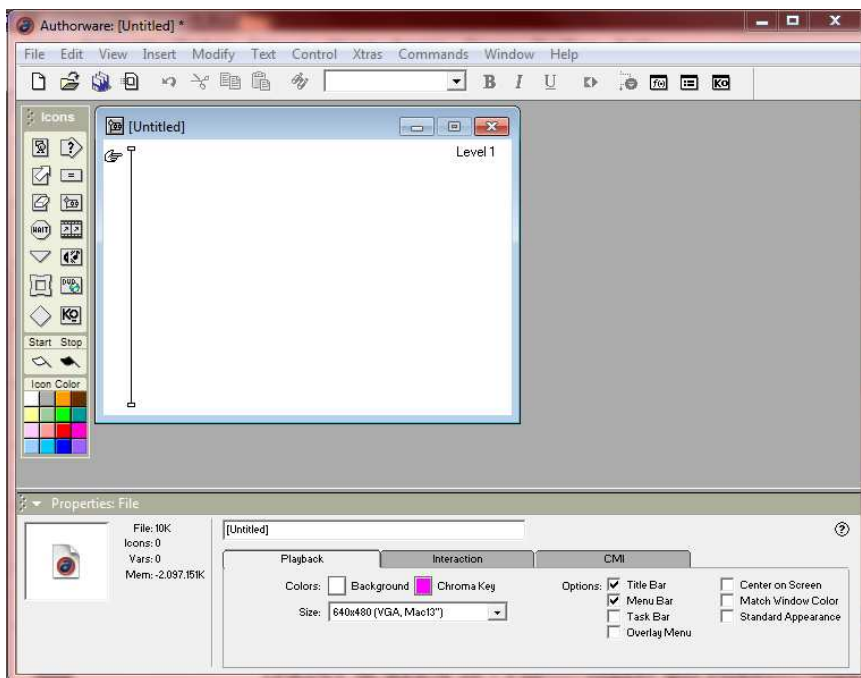 Authorware: [Untitled] *
File Edit View Insert Modify Text Control Xtras Commands Window Help
B I U
Icons
[Untitled]
Level 1
WAIT
DVD
KO
Start Stop
Icon Color
Properties: File
File: 10K
Icons: 0
Vars: 0
Mem: -2.097.151K
[Untitled]
Playback Interaction CMI
Colors: Background Chroma Key
Size: 640x480 (VGA, Mac13")
Options: Title Bar
Menu Bar
Task Bar
Overlay Menu
Center on Screen
Match Window Color
Standard Appearance